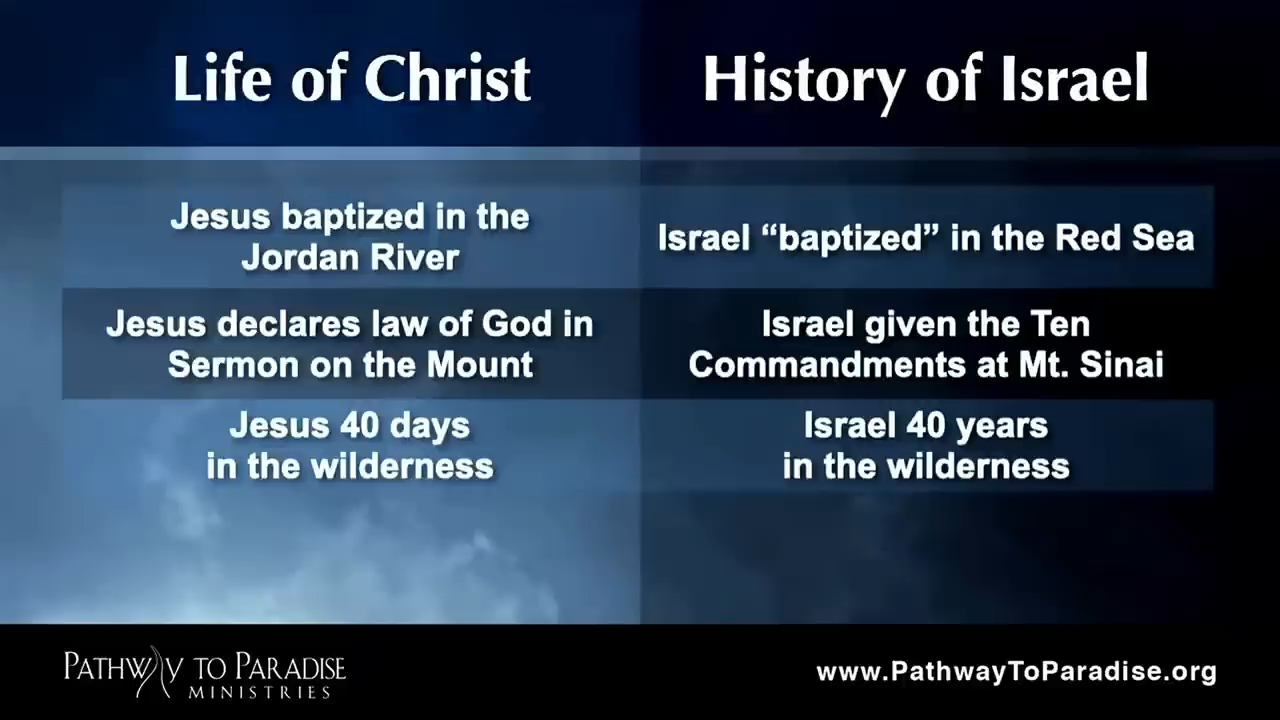 Life of Christ
History of Israel
Jesus baptized in the
Jordan River
Israel “baptized” in the Red Sea
Jesus declares law of God in
Sermon on the Mount
Israel given the Ten
Commandments at Mt. Sinai
Jesus 40 days
in the wilderness
Israel 40 years
in the wilderness
PATHWAY TO PARADISE
MINISTRIES
www.PathwayToParadise.org